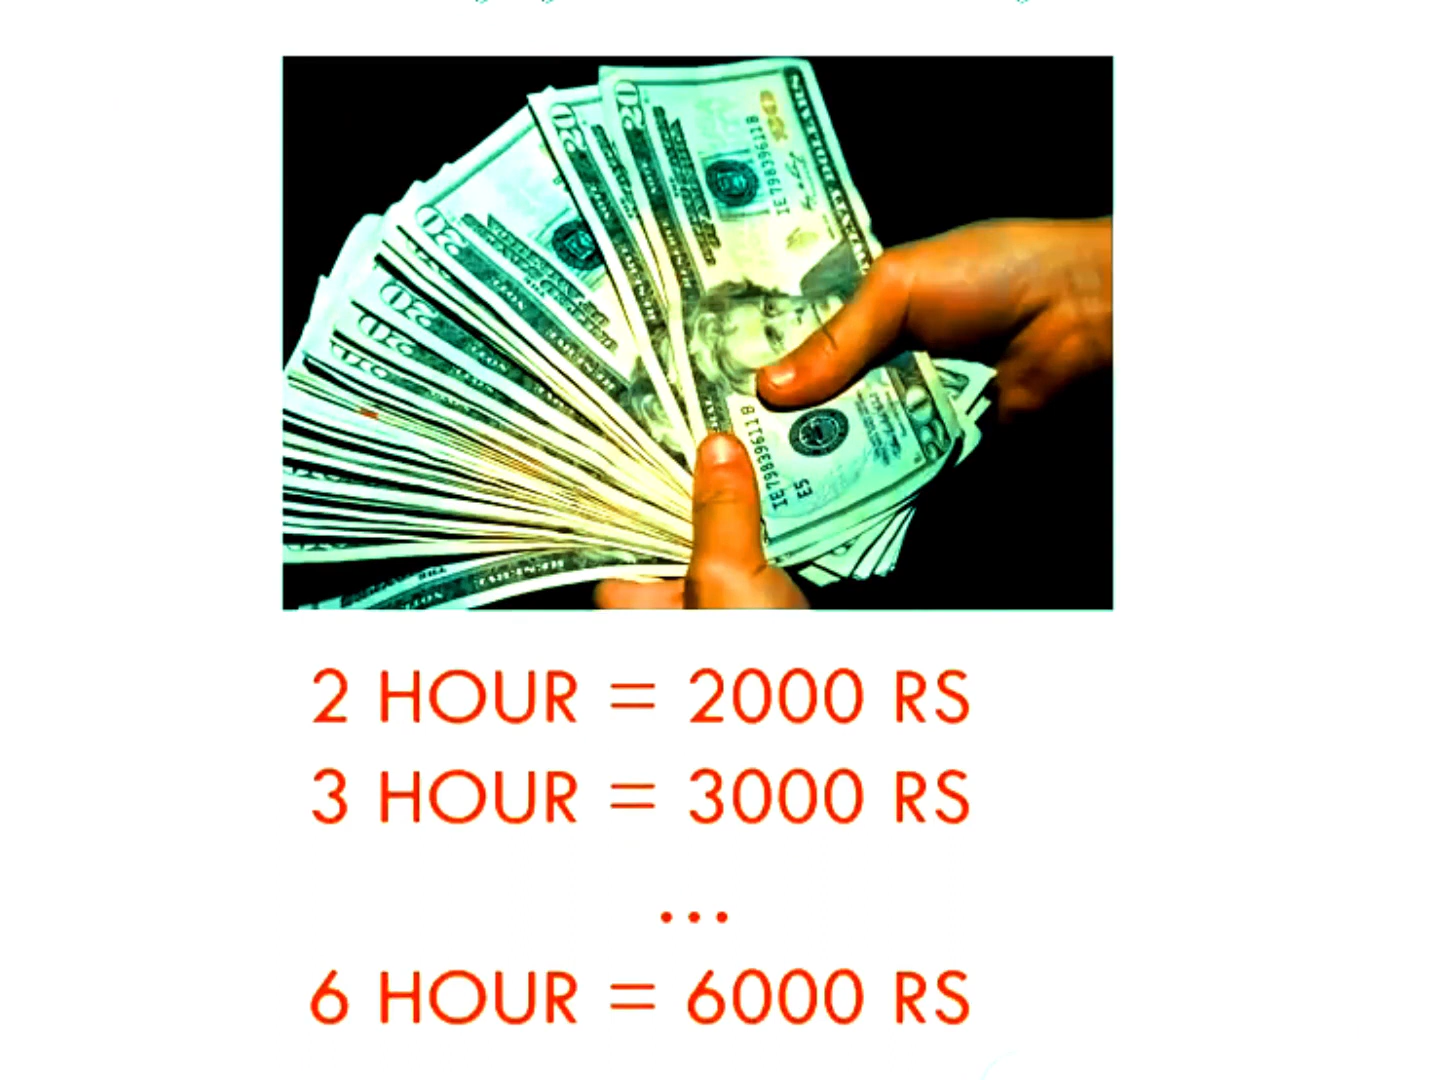 2 HOUR = 2000 RS
3 HOUR = 3000 RS
...
6 HOUR = 6000 RS